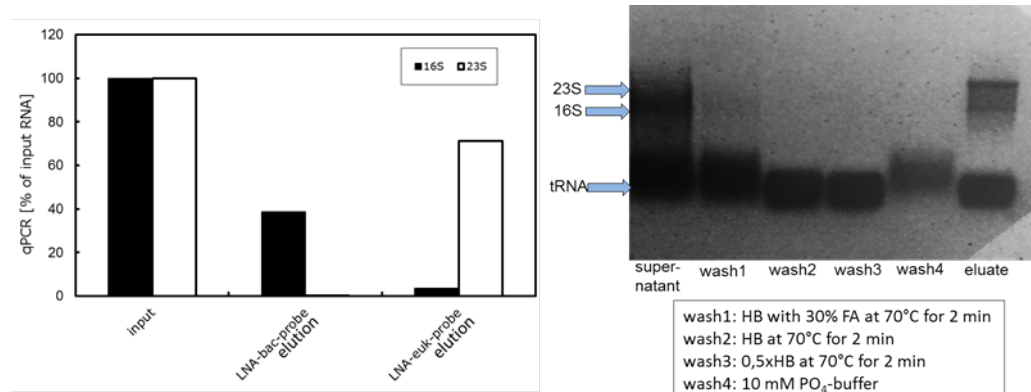 120
100
80
60
40
20
0
qPCR [% of input RNA]
16S 23S
input
LNA-bac-probe
elution
LNA-euk-probe
elution
23S
16S
tRNA
super-
natant
wash1 wash2 wash3 wash4 eluate
wash1: HB with 30% FA at 70°C for 2 min
wash2: HB at 70°C for 2 min
wash3: 0,5xHB at 70°C for 2 min
wash4: 10 mM PO₄-buffer